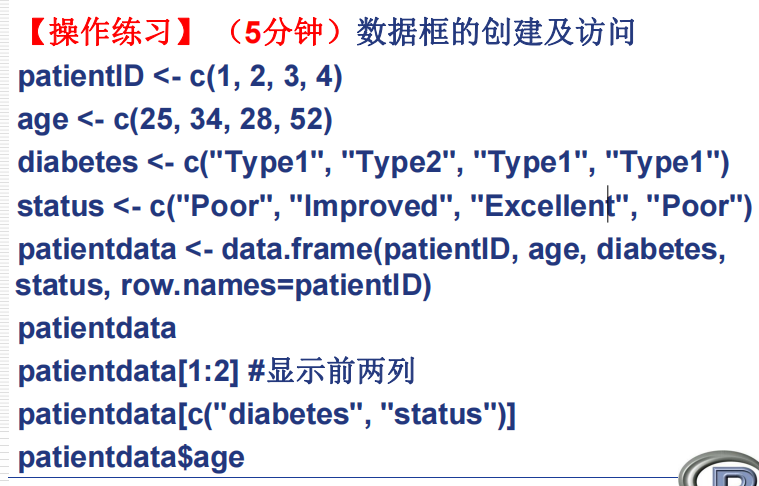 【操作练习】（5分钟）数据框的创建及访问
patientID <- c(1, 2, 3, 4)
age <- c(25, 34, 28, 52)
diabetes <- c("Type1", "Type2", "Type1", "Type1")
status <- c("Poor", "Improved", "Excellent", "Poor")
patientdata <- data.frame(patientID, age, diabetes,
status, row.names=patientID)
patientdata
patientdata[1:2] #显示前两列
patientdata[c("diabetes", "status")]
patientdata$age
R